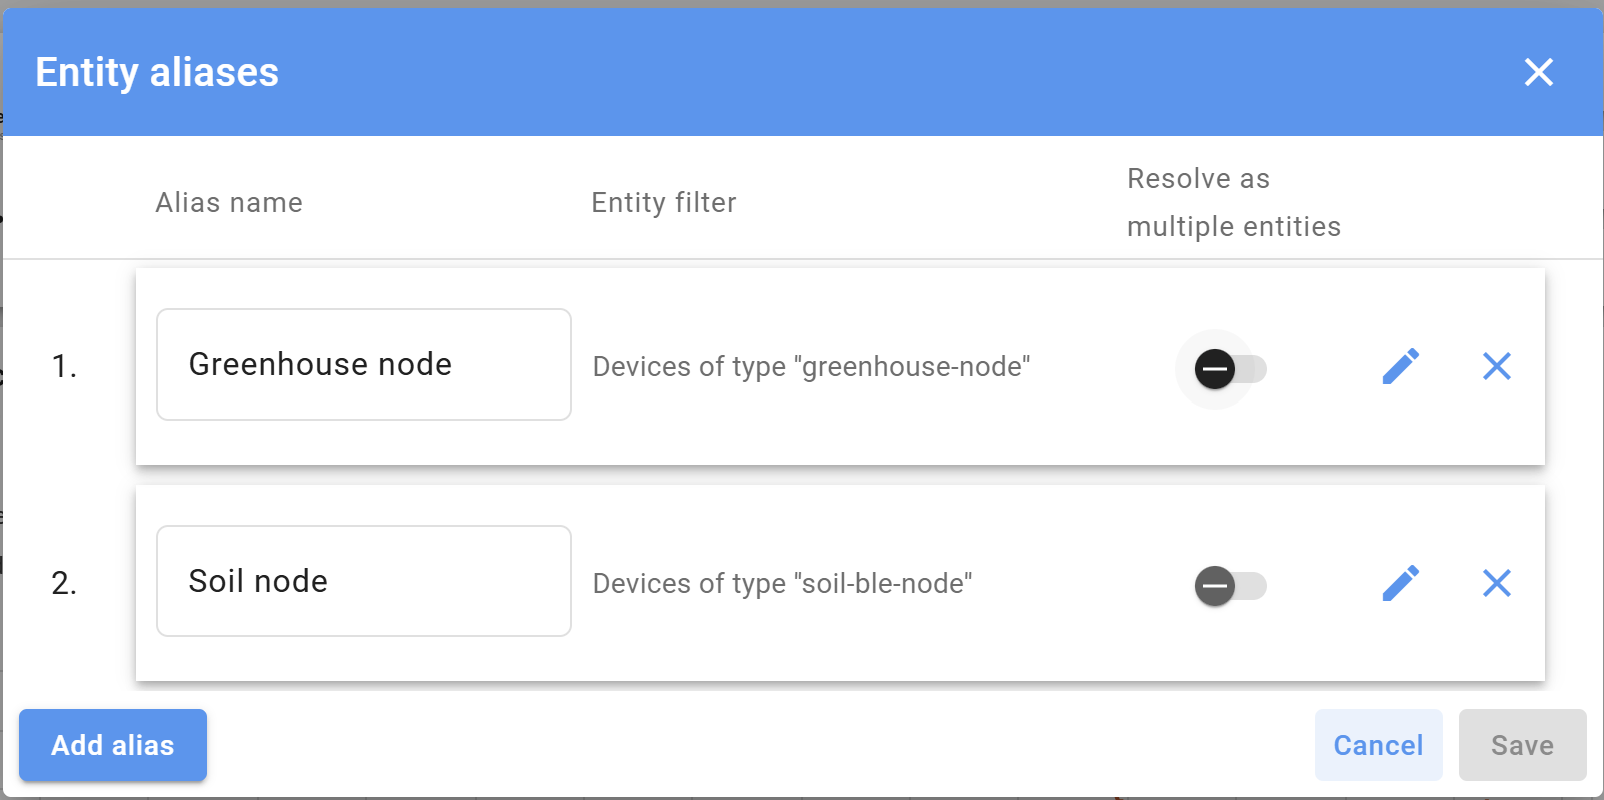 Entity aliases
Alias name
Entity filter
Resolve as
multiple entities
1.
Greenhouse node
Devices of type "greenhouse-node"
2.
Soil node
Devices of type "soil-ble-node"
Add alias
Cancel
Save